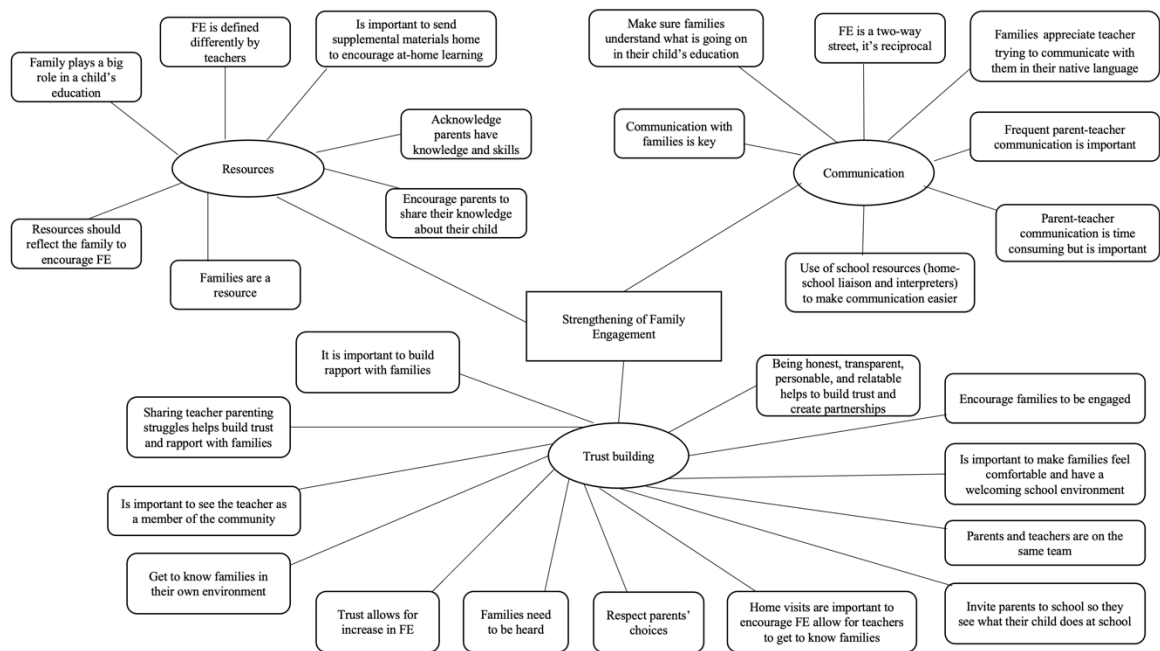 FE is defined
differently by
teachers
Is important to send
supplemental materials home
to encourage at-home learning
Family plays a big
role in a child's
education
Acknowledge
parents have
knowledge and skills
Resources
Encourage parents to
share their knowledge
about their child
Resources should
reflect the family to
encourage FE
Families are a
resource
Make sure families
understand what is going on
in their child's education
FE is a two-way
street, it's reciprocal
Families appreciate teacher
trying to communicate with
them in their native language
Communication with
families is key
Frequent parent-teacher
communication is important
Communication
Parent-teacher
communication is time
consuming but is important
Use of school resources (home-
school liaison and interpreters)
to make communication easier
Strengthening of Family
Engagement
It is important to build
rapport with families
Being honest, transparent,
personable, and relatable
helps to build trust and
create partnerships
Sharing teacher parenting
struggles helps build trust
and rapport with families
Encourage families to be engaged
Trust building
Is important to make families feel
comfortable and have a
welcoming school environment
Is important to see the teacher as
a member of the community
Parents and teachers are on the
same team
Get to know families in
their own environment
Trust allows for
increase in FE
Families need
to be heard
Respect parents'
choices
Home visits are important to
encourage FE allow for teachers
to get to know families
Invite parents to school so they
see what their child does at school